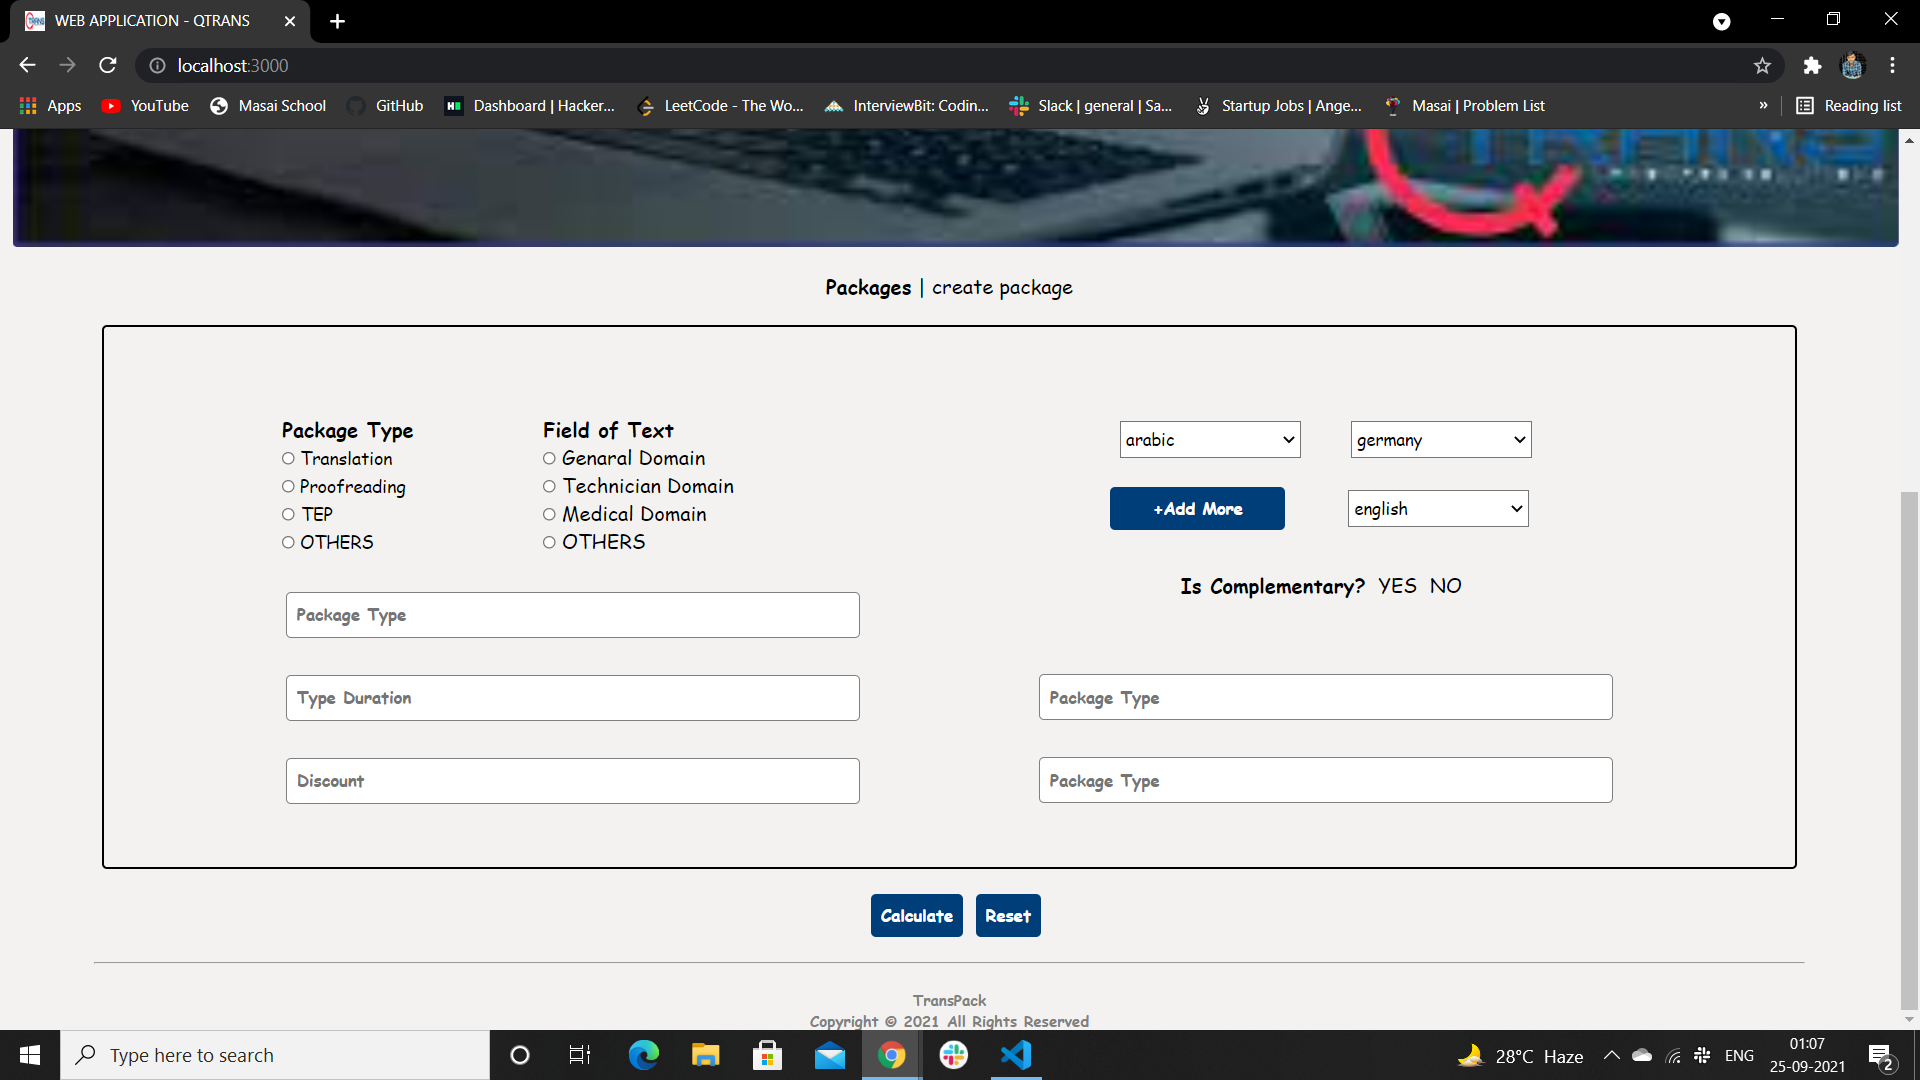 WEB APPLICATION - QTRANS
localhost:3000
Apps YouTube Masai School GitHub Dashboard | Hacker... LeetCode - The Wo... InterviewBit: Codin... Slack | general | Sa... Startup Jobs | Ange... Masai | Problem List » Reading list
Packages | create package
Package Type
Translation
Proofreading
TEP
OTHERS
Field of Text
Genaral Domain
Technician Domain
Medical Domain
OTHERS
arabic germany
+Add More english
Is Complementary? YES NO
Package Type
Type Duration Package Type
Discount Package Type
Calculate Reset
TransPack
Copyright © 2021 All Rights Reserved
Type here to search
28°C Haze
ENG
01:07
25-09-2021
2